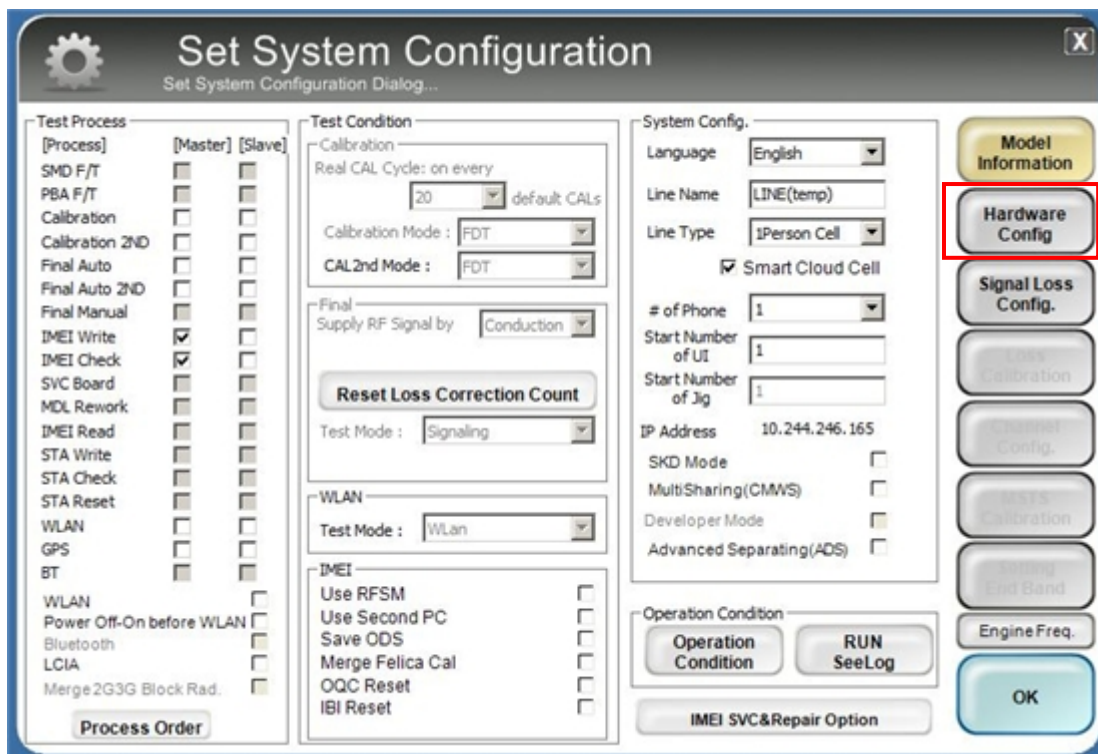 Set System Configuration
Set System Configuration Dialog...
X
Test Process
[Process] [Master] [Slave]
SMD F/T
PBA F/T
Calibration
Calibration 2ND
Final Auto
Final Auto 2ND
Final Manual
IMEI Write
IMEI Check
SVC Board
MDL Rework
IMEI Read
STA Write
STA Check
STA Reset
WLAN
GPS
BT
WLAN
Power Off-On before WLAN
Bluetooth
LCIA
Merge 2G3G Block Rad.
Process Order
Test Condition
Calibration
Real CAL Cycle: on every
20 default CALs
Calibration Mode : FDT
CAL2nd Mode : FDT
Final
Supply RF Signal by Conduction
Reset Loss Correction Count
Test Mode : Signaling
WLAN
Test Mode : WLan
IMEI
Use RFSM
Use Second PC
Save ODS
Merge Felica Cal
OQC Reset
IBI Reset
System Config.
Language English
Line Name LINE(temp)
Line Type 1Person Cell
Smart Cloud Cell
# of Phone 1
Start Number
of UI 1
Start Number
of Jig 1
IP Address 10.244.246.165
SKD Mode
MultiSharing(CMWS)
Developer Mode
Advanced Separating(ADS)
Operation Condition
Operation
Condition
RUN
SeeLog
IMEI SVC&Repair Option
Model
Information
Hardware
Config
Signal Loss
Config.
Loss
Calibration
Channel
Config.
MSTS
Calibration
Setting
End Band
Engine Freq.
OK